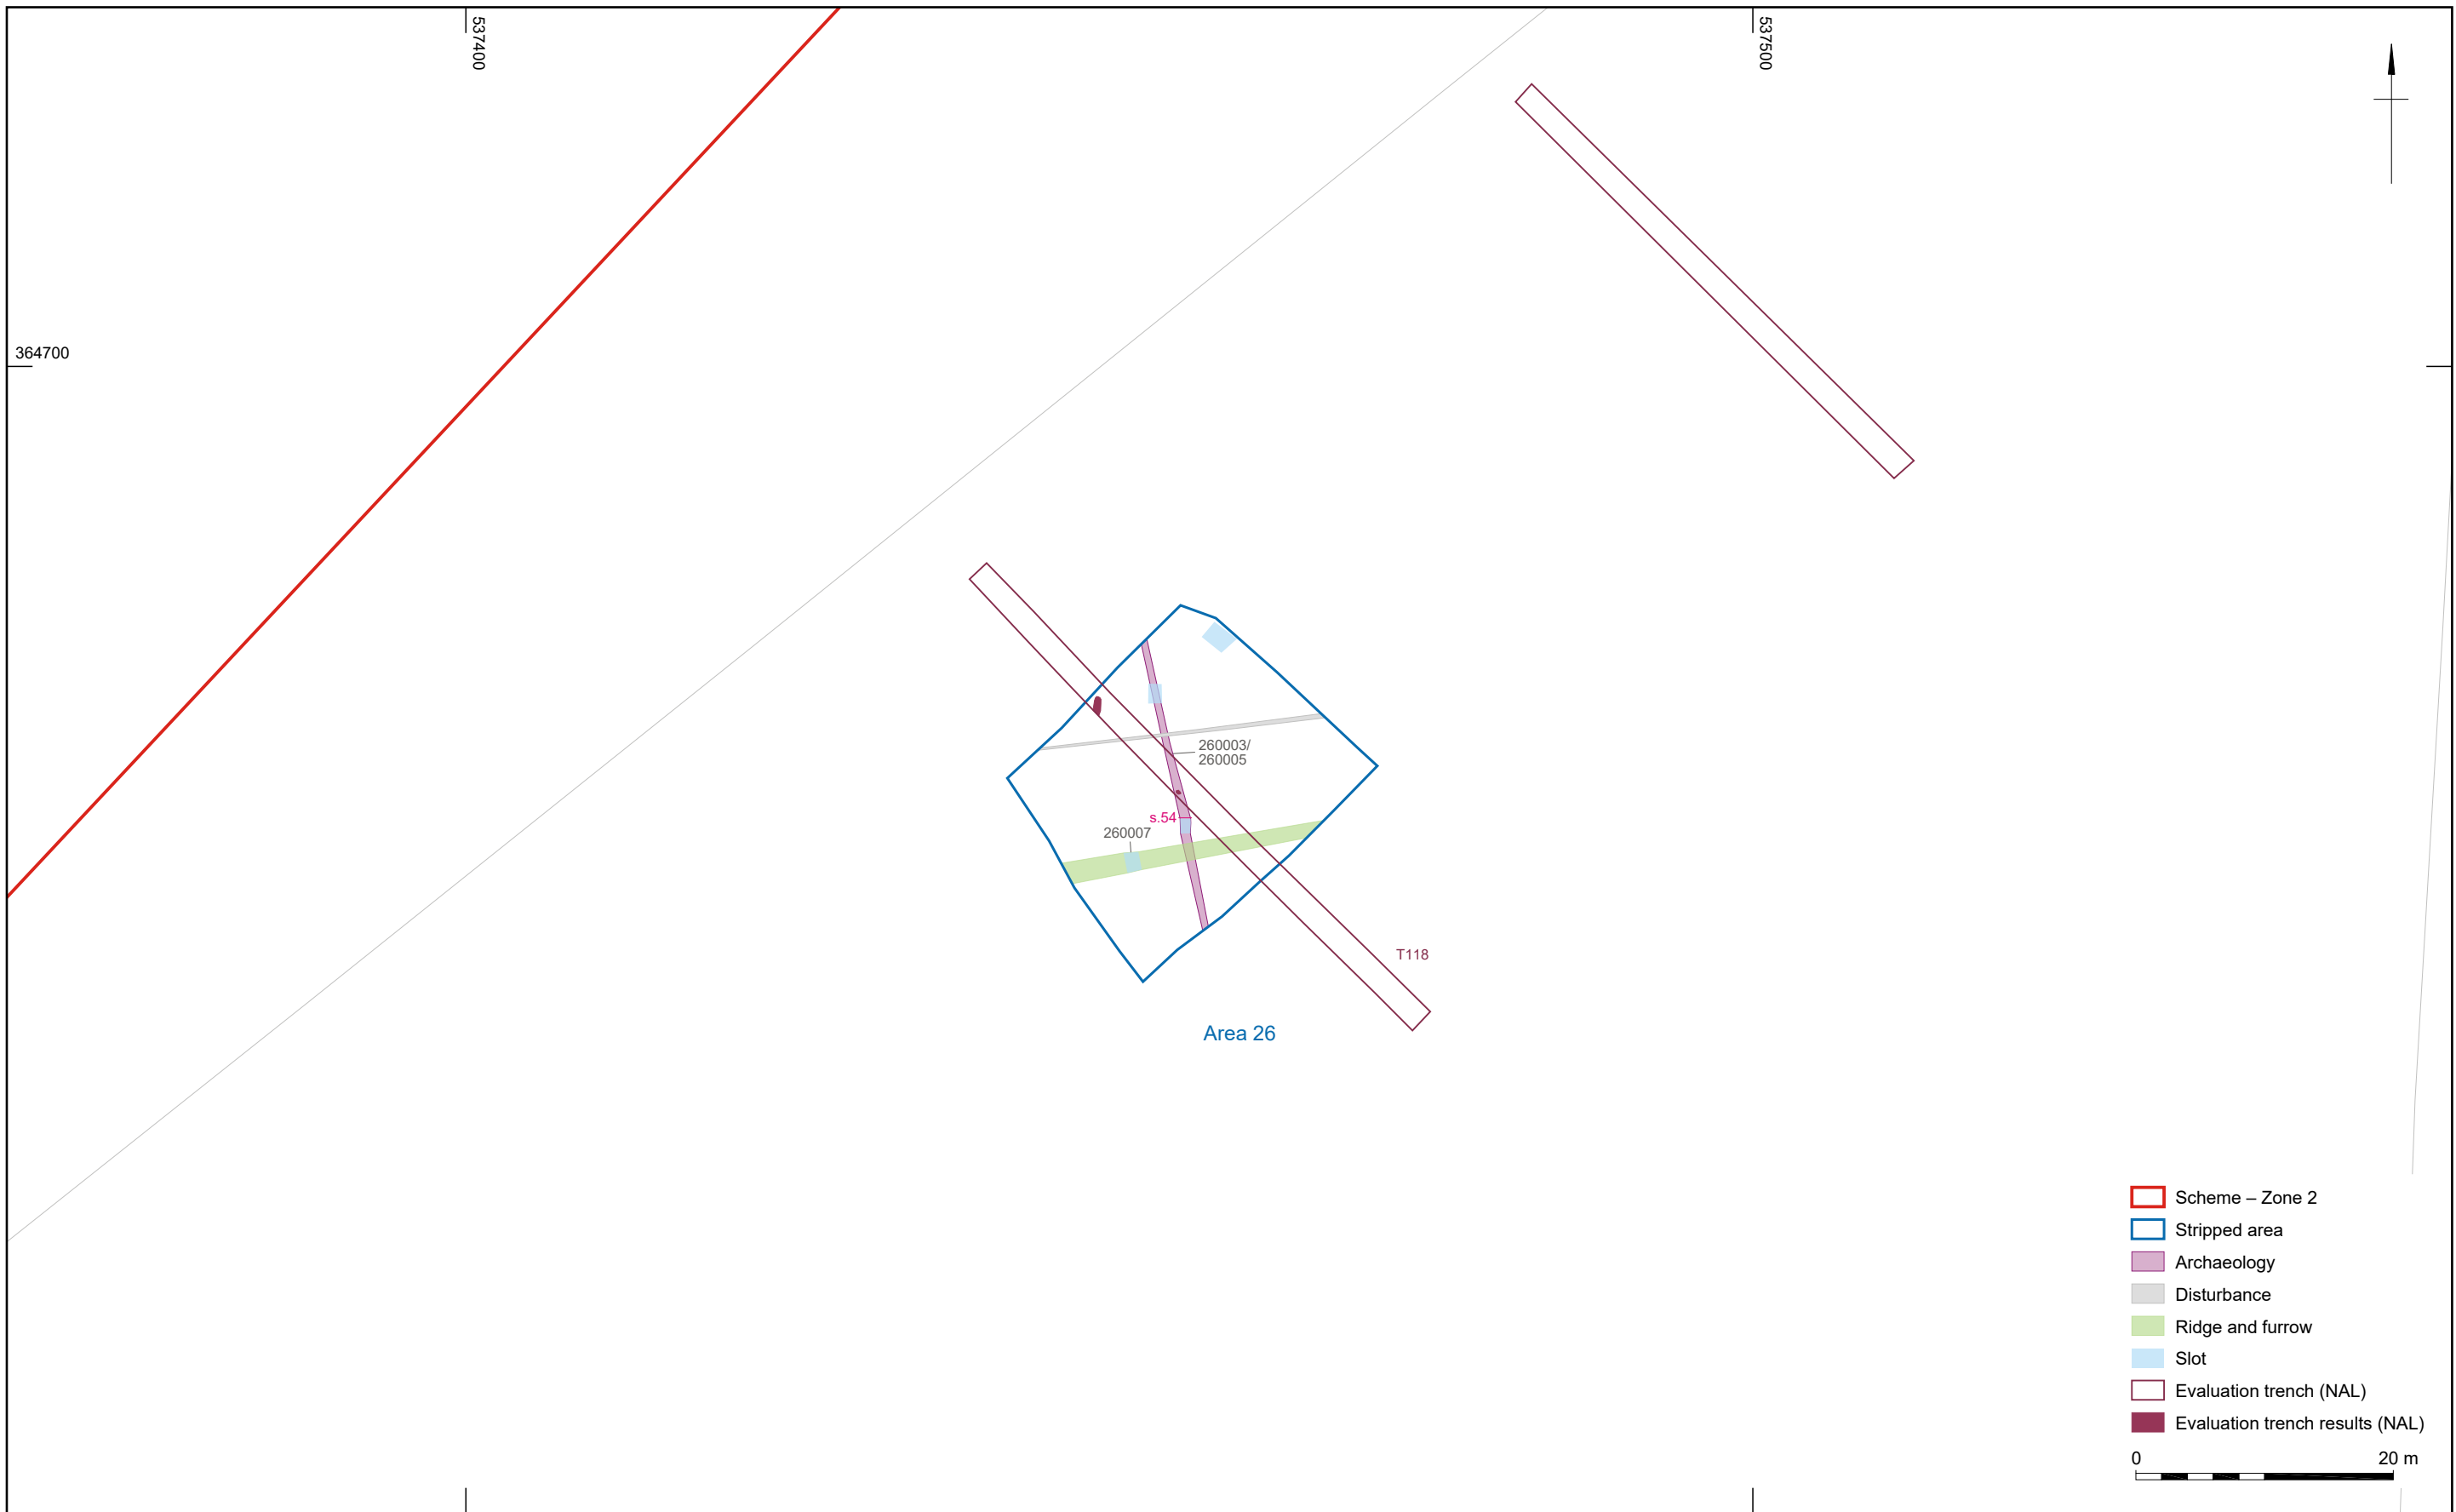 537400
537500
364700
260003/
260005
s.54
260007
T118
Area 26
Scheme – Zone 2
Stripped area
Archaeology
Disturbance
Ridge and furrow
Slot
Evaluation trench (NAL)
Evaluation trench results (NAL)
0 20 m